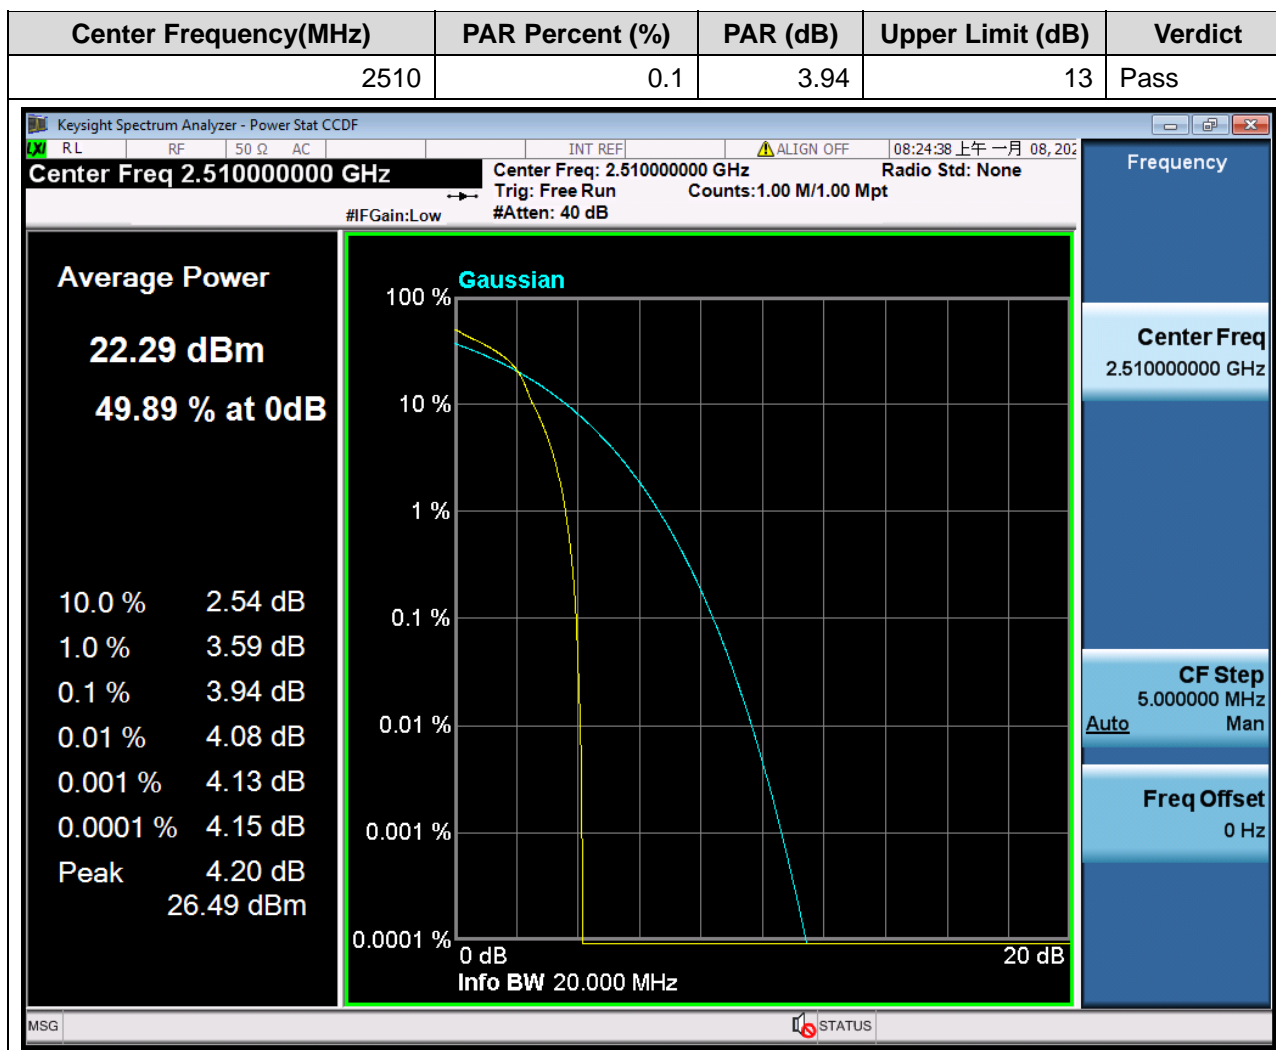 Center Frequency(MHz) PAR Percent (%) PAR (dB) Upper Limit (dB) Verdict
2510 0.1 3.94 13 Pass
Keysight Spectrum Analyzer - Power Stat CCDF
LXI RL RF 50 Ω AC INT REF ALIGN OFF 08:24:38 上午 一月 08, 202
Center Freq 2.510000000 GHz
Center Freq: 2.510000000 GHz Radio Std: None
Trig: Free Run Counts:1.00 M/1.00 Mpt
#IFGain:Low #Atten: 40 dB
Average Power
22.29 dBm
49.89 % at 0dB
10.0 % 2.54 dB
1.0 % 3.59 dB
0.1 % 3.94 dB
0.01 % 4.08 dB
0.001 % 4.13 dB
0.0001 % 4.15 dB
Peak 4.20 dB
26.49 dBm
Gaussian
100 %
10 %
1 %
0.1 %
0.01 %
0.001 %
0.0001 %
0 dB 20 dB
Info BW 20.000 MHz
Frequency
Center Freq
2.510000000 GHz
CF Step
5.000000 MHz
Auto Man
Freq Offset
0 Hz
MSG STATUS